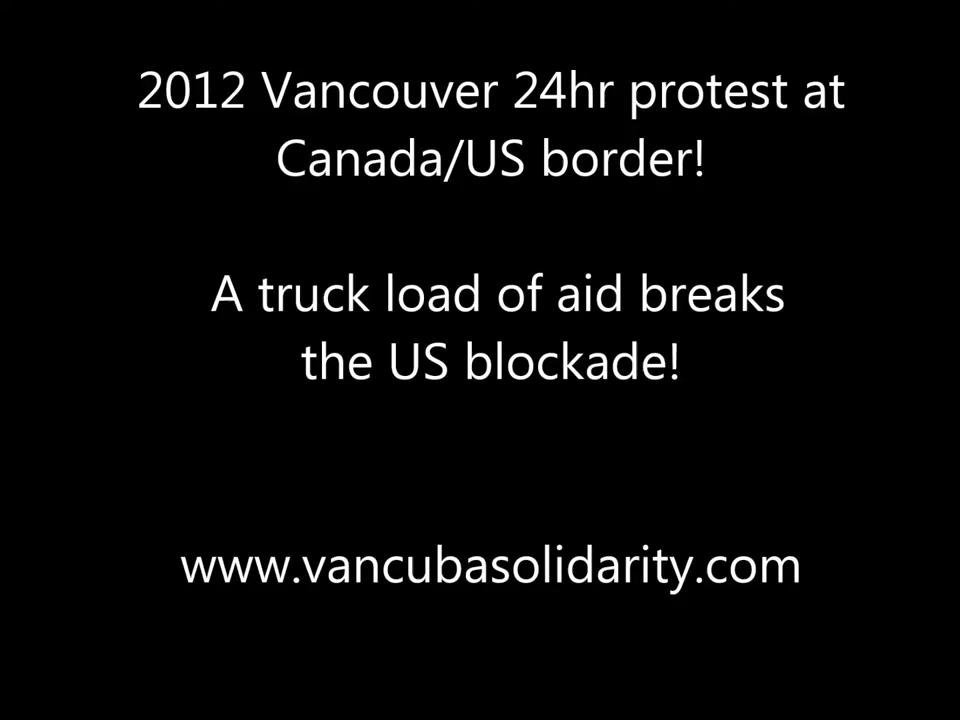 2012 Vancouver 24hr protest at
Canada/US border!
A truck load of aid breaks
the US blockade!
www.vancubasolidarity.com